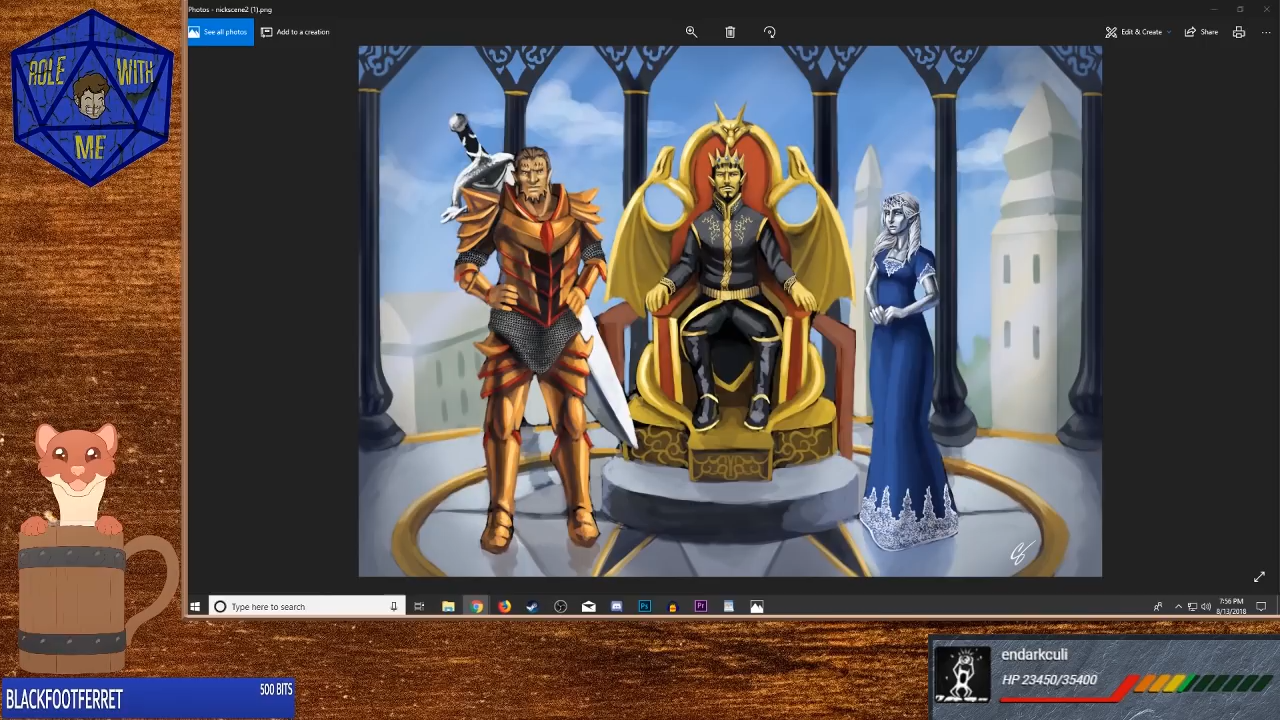 Photos - nickscene2 (1).png
See all photos
Add to a creation
Edit & Create
Share
ROLE WITH
ME
Type here to search
7:56 PM
8/13/2018
endarkculi
HP 23450/35400
BLACKFOOTFERRET
500 BITS